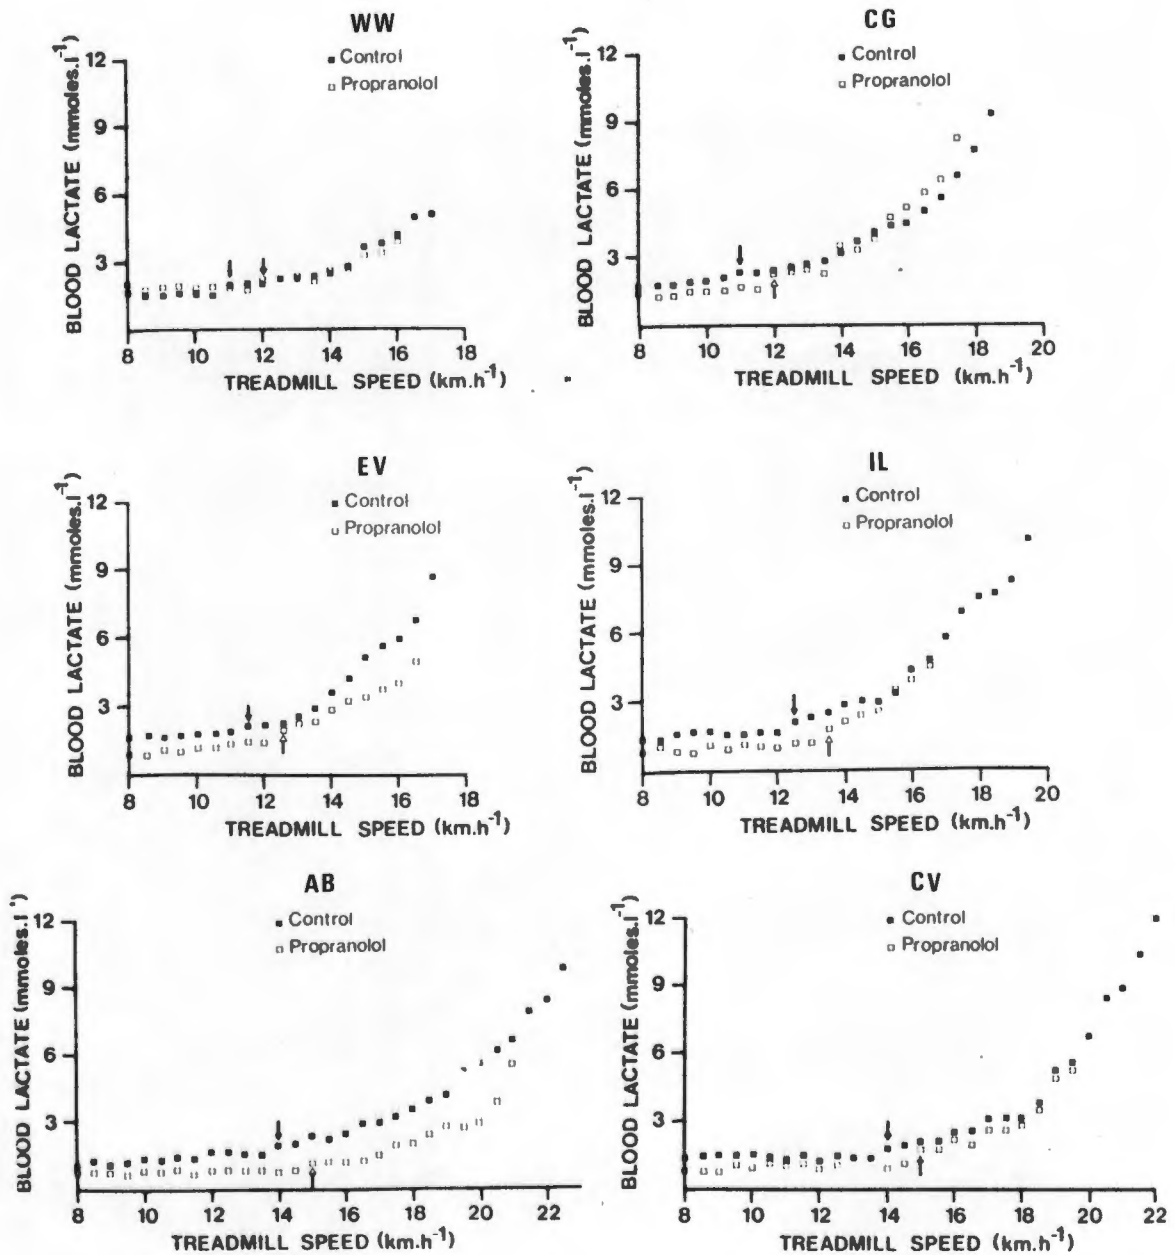 WW
Control
Propranolol
BLOOD LACTATE (mmoles.l⁻¹)
12
9
6
3
8 10 12 14 16 18
TREADMILL SPEED (km.h⁻¹)
CG
Control
Propranolol
BLOOD LACTATE (mmoles.l⁻¹)
12
9
6
3
8 10 12 14 16 18 20
TREADMILL SPEED (km.h⁻¹)
EV
Control
Propranolol
BLOOD LACTATE (mmoles.l⁻¹)
12
9
6
3
8 10 12 14 16 18
TREADMILL SPEED (km.h⁻¹)
IL
Control
Propranolol
BLOOD LACTATE (mmoles.l⁻¹)
12
9
6
3
8 10 12 14 16 18 20
TREADMILL SPEED (km.h⁻¹)
AB
Control
Propranolol
BLOOD LACTATE (mmoles.l⁻¹)
12
9
6
3
8 10 12 14 16 18 20 22
TREADMILL SPEED (km.h⁻¹)
CV
Control
Propranolol
BLOOD LACTATE (mmoles.l⁻¹)
12
9
6
3
8 10 12 14 16 18 20 22
TREADMILL SPEED (km.h⁻¹)